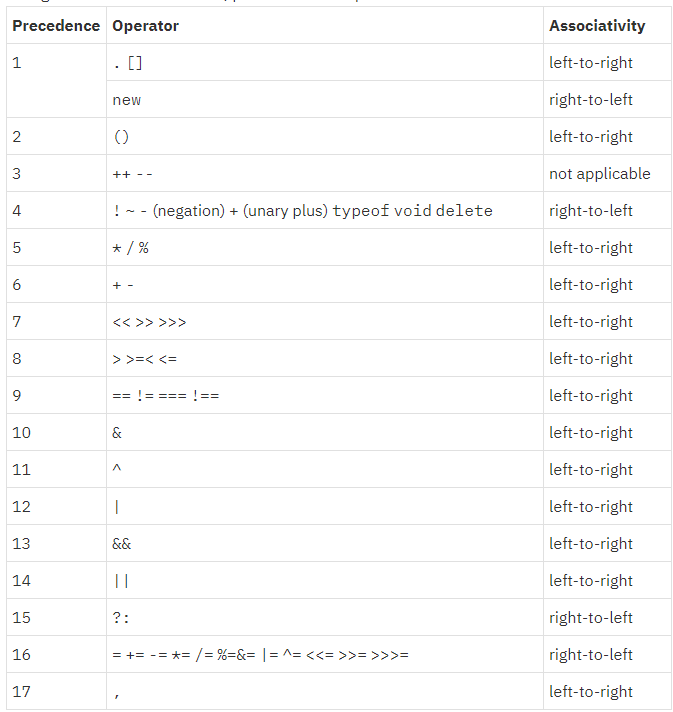 Precedence Operator Associativity
1 . [] left-to-right
new right-to-left
2 () left-to-right
3 ++ -- not applicable
4 ! ~ - (negation) + (unary plus) typeof void delete right-to-left
5 * / % left-to-right
6 + - left-to-right
7 << >> >>> left-to-right
8 > >=< <= left-to-right
9 == != === !== left-to-right
10 & left-to-right
11 ^ left-to-right
12 | left-to-right
13 && left-to-right
14 || left-to-right
15 ?: right-to-left
16 = += -= *= /= %=&= |= ^= <<= >>= >>>= right-to-left
17 , left-to-right